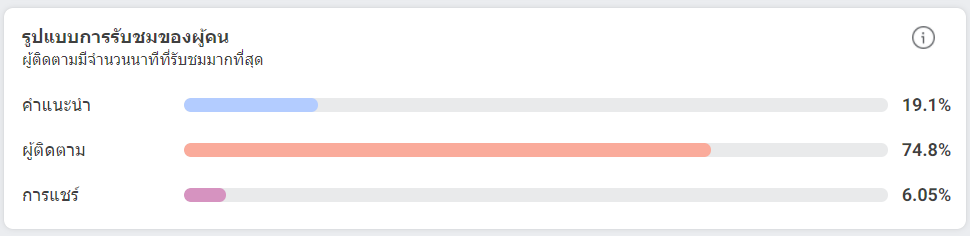 รูปแบบการรับชมของผู้คน
ผู้ติดตามมีจำนวนนาทีที่รับชมมากที่สุด
คำแนะนำ 19.1%
ผู้ติดตาม 74.8%
การแชร์ 6.05%